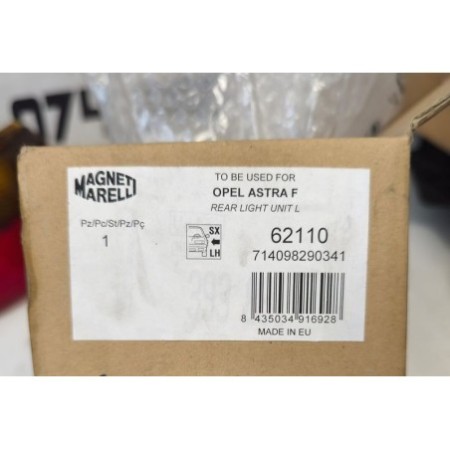 074
MAGNETI
MARELLI
TO BE USED FOR
OPEL ASTRA F
REAR LIGHT UNIT L
Pz/Pc/St/Pz/Pç
1
SX
LH
62110
714098290341
8 435034 916928
MADE IN EU